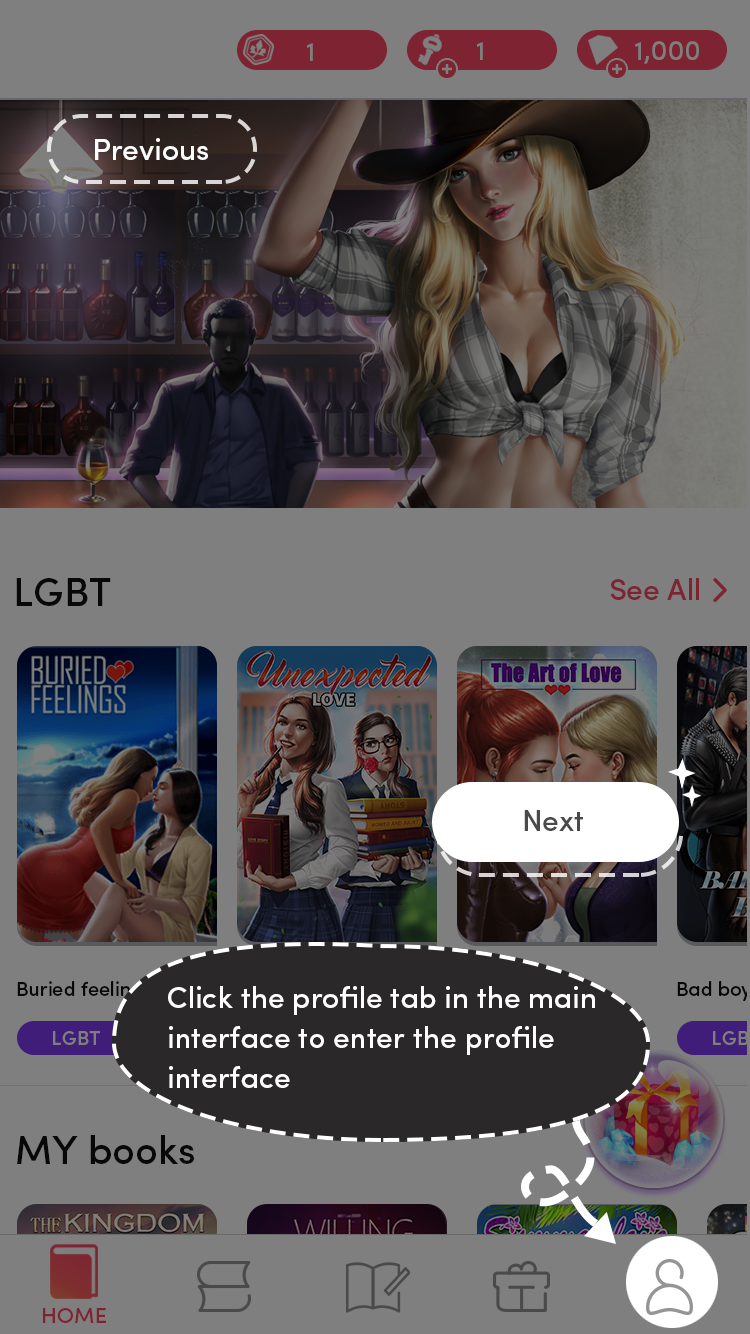 1
1
1,000
Previous
LGBT
See All
BURIED
FEELINGS
Unexpected
LOVE
The Art of Love
Next
Click the profile tab in the main
interface to enter the profile
interface
Buried
Bad boy
LGBT
LGB
MY books
THE KINGDOM
WILLING
HOME